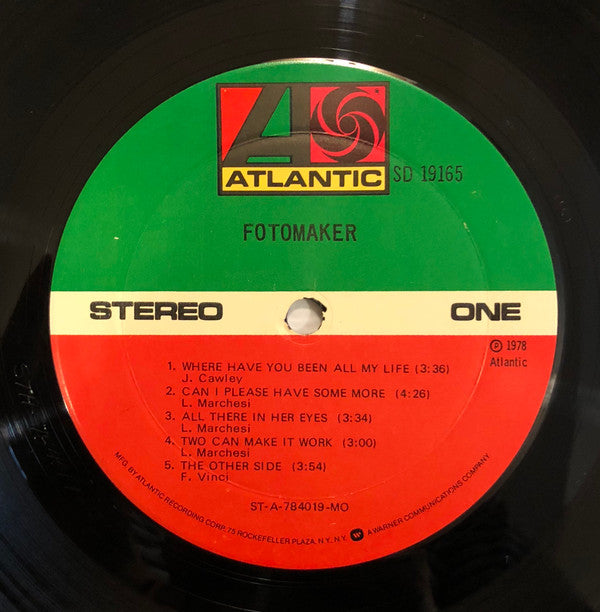 ATLANTIC
SD 19165
FOTOMAKER
STEREO ONE
℗ 1978
Atlantic
1. WHERE HAVE YOU BEEN ALL MY LIFE (3:36)
J. Cawley
2. CAN I PLEASE HAVE SOME MORE (4:26)
L. Marchesi
3. ALL THERE IN HER EYES (3:34)
L. Marchesi
4. TWO CAN MAKE IT WORK (3:00)
L. Marchesi
5. THE OTHER SIDE (3:54)
F. Vinci
ST-A-784019-MO
MFG. BY ATLANTIC RECORDING CORP. 75 ROCKEFELLER PLAZA, N.Y., N.Y. A WARNER COMMUNICATIONS COMPANY